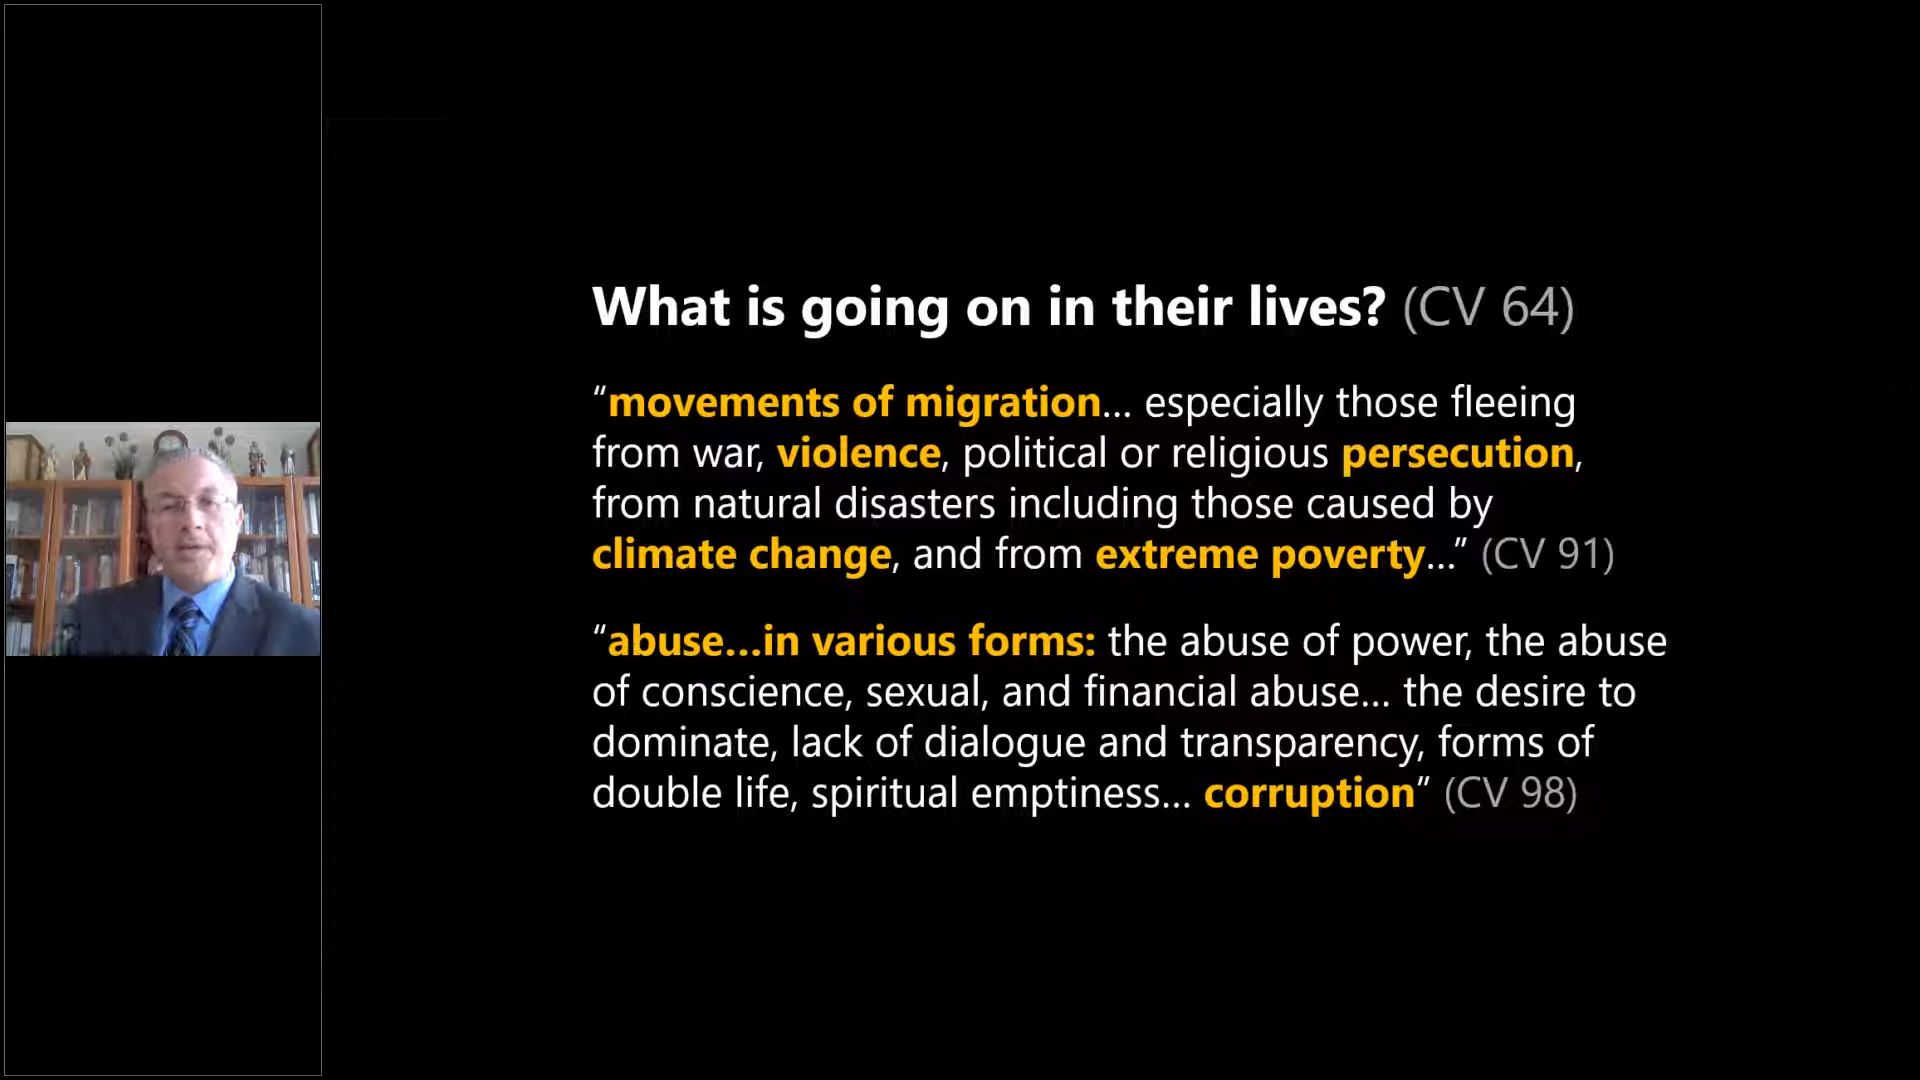 What is going on in their lives? (CV 64)
“movements of migration... especially those fleeing
from war, violence, political or religious persecution,
from natural disasters including those caused by
climate change, and from extreme poverty...” (CV 91)
“abuse...in various forms: the abuse of power, the abuse
of conscience, sexual, and financial abuse... the desire to
dominate, lack of dialogue and transparency, forms of
double life, spiritual emptiness... corruption” (CV 98)